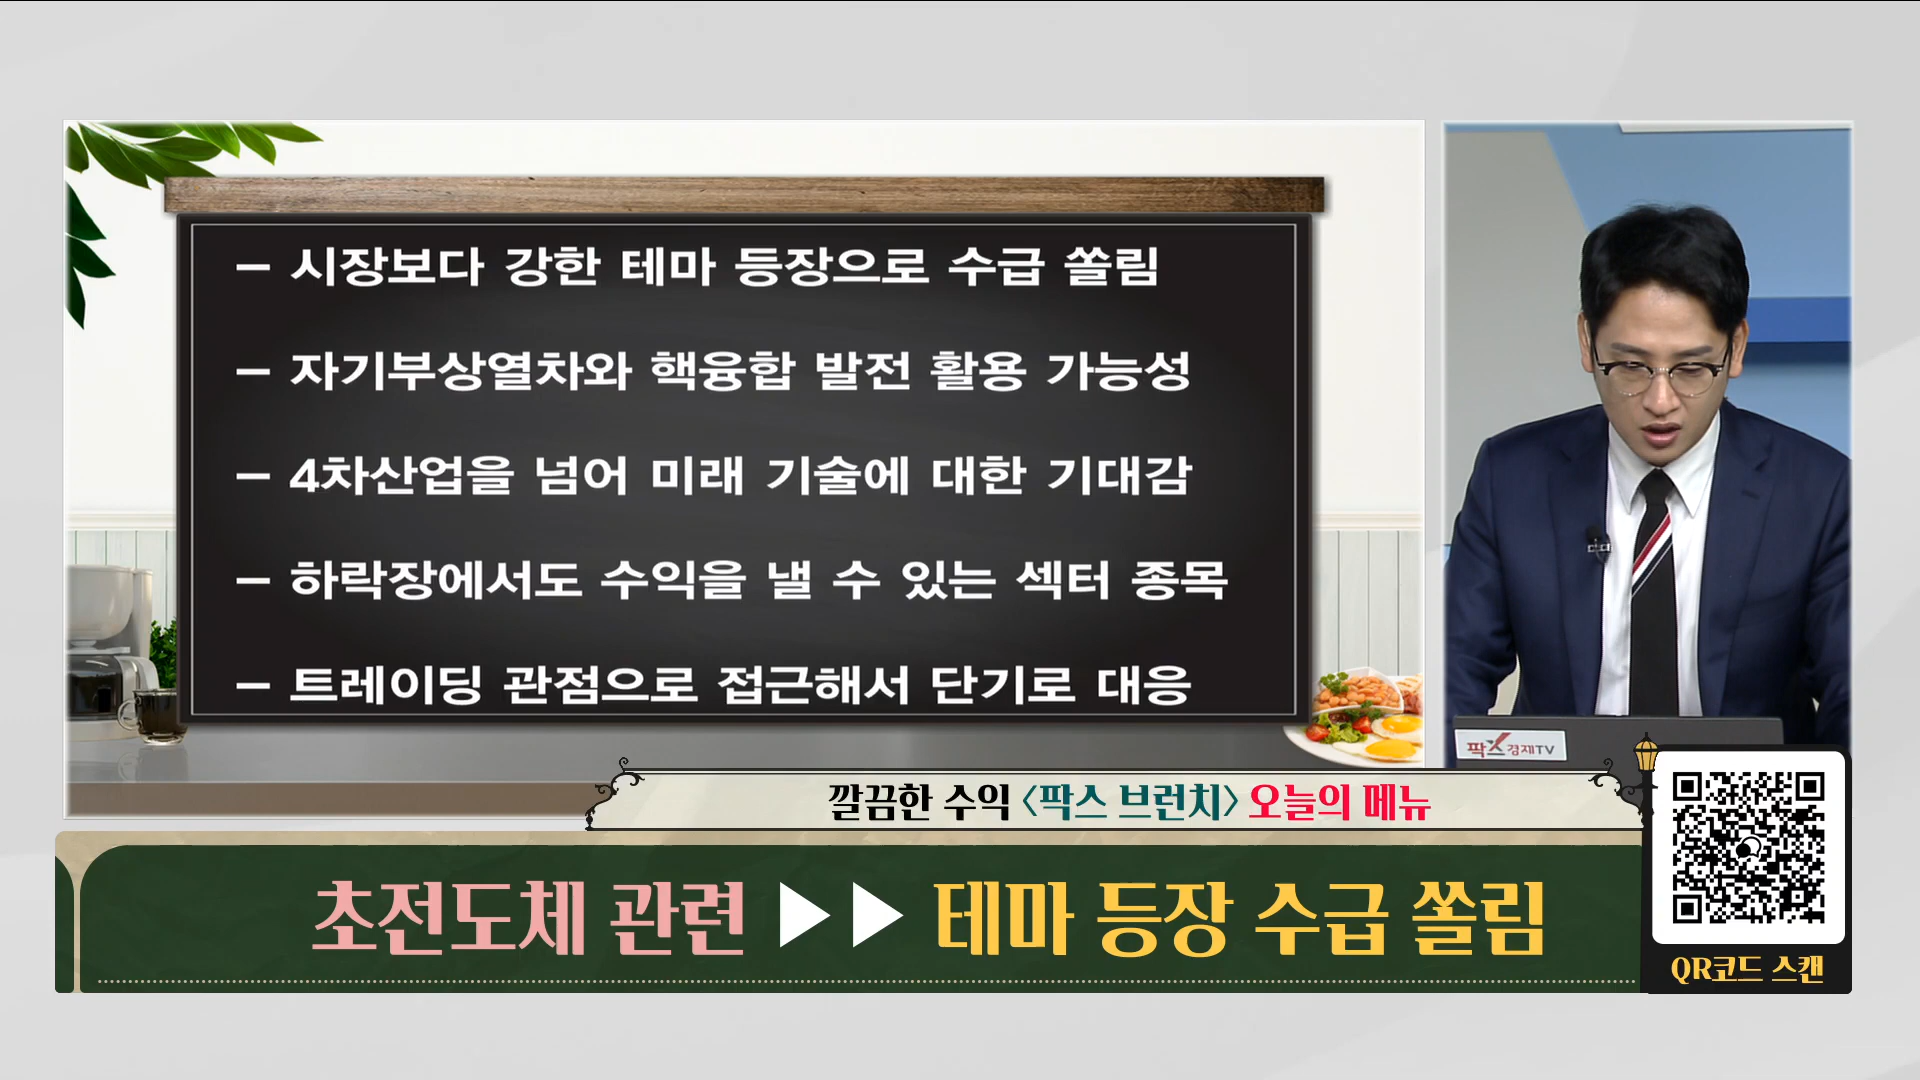 – 시장보다 강한 테마 등장으로 수급 쏠림
– 자기부상열차와 핵융합 발전 활용 가능성
– 4차산업을 넘어 미래 기술에 대한 기대감
– 하락장에서도 수익을 낼 수 있는 섹터 종목
– 트레이딩 관점으로 접근해서 단기로 대응
팍스경제TV
깔끔한 수익 〈팍스 브런치〉 오늘의 메뉴
초전도체 관련 ▶▶ 테마 등장 수급 쏠림
QR코드 스캔